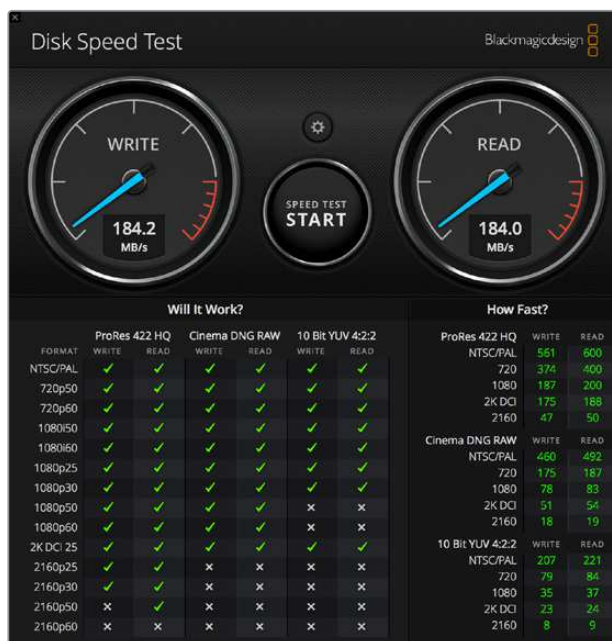 Disk Speed Test
Blackmagicdesign
WRITE
184.2
MB/s
SPEED TEST
START
READ
184.0
MB/s
Will It Work?
ProRes 422 HQ Cinema DNG RAW 10 Bit YUV 4:2:2
FORMAT WRITE READ WRITE READ WRITE READ
NTSC/PAL ✓ ✓ ✓ ✓ ✓ ✓
720p50 ✓ ✓ ✓ ✓ ✓ ✓
720p60 ✓ ✓ ✓ ✓ ✓ ✓
1080i50 ✓ ✓ ✓ ✓ ✓ ✓
1080i60 ✓ ✓ ✓ ✓ ✓ ✓
1080p25 ✓ ✓ ✓ ✓ ✓ ✓
1080p30 ✓ ✓ ✓ ✓ ✓ ✓
1080p50 ✓ ✓ ✓ ✓ × ×
1080p60 ✓ ✓ ✓ ✓ × ×
2K DCI 25 ✓ ✓ ✓ ✓ ✓ ✓
2160p25 ✓ ✓ × × × ×
2160p30 ✓ ✓ × × × ×
2160p50 × ✓ × × × ×
2160p60 × × × × × ×
How Fast?
ProRes 422 HQ WRITE READ
NTSC/PAL 561 600
720 374 400
1080 187 200
2K DCI 175 188
2160 47 50
Cinema DNG RAW WRITE READ
NTSC/PAL 460 492
720 175 187
1080 78 83
2K DCI 51 54
2160 18 19
10 Bit YUV 4:2:2 WRITE READ
NTSC/PAL 207 221
720 79 84
1080 35 37
2K DCI 23 24
2160 8 9